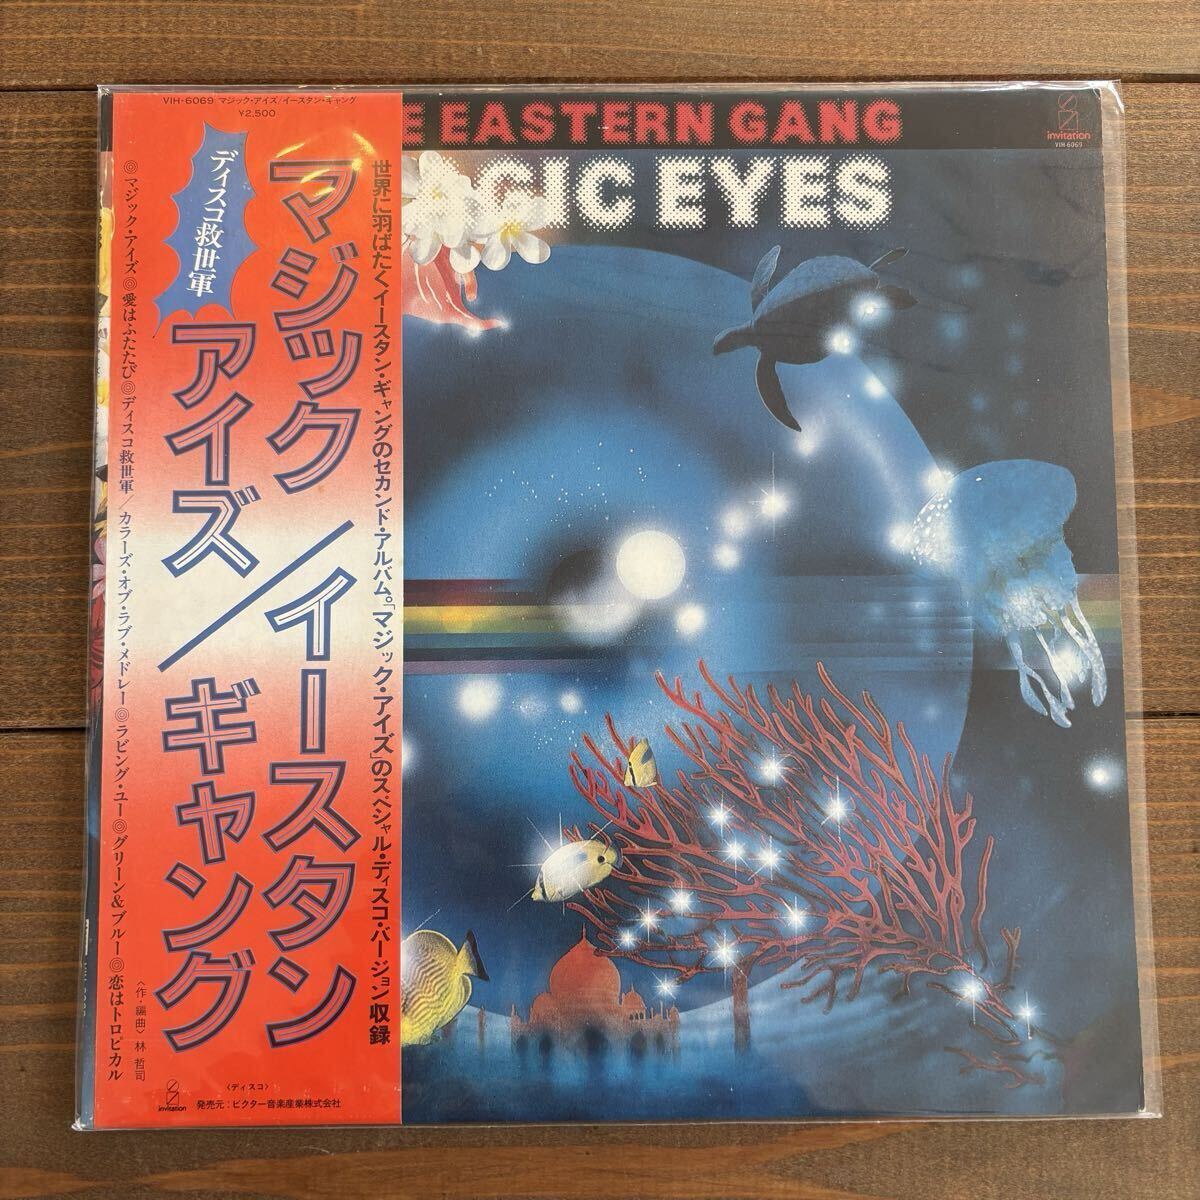 VIH-6069 マジック・アイズ/イースタン・ギャング
¥2,500
ディスコ救世軍
世界に羽ばたくイースタン・ギャングのセカンド・アルバム。「マジック・アイズ」のスペシャル・ディスコ・バージョン収録
マジック/イースタン
アイズ/ギャング
◎マジック・アイズ◎愛はふたたび◎ディスコ救世軍/カラーズ・オブ・ラブ・メドレー◎ラビング・ユー◎グリーン&ブルー◎恋はトロピカル
〈作・編曲〉林 哲司
〈ディスコ〉
invitation
発売元:ビクター音楽産業株式会社
E EASTERN GANG
GIC EYES
invitation
VIH-6069